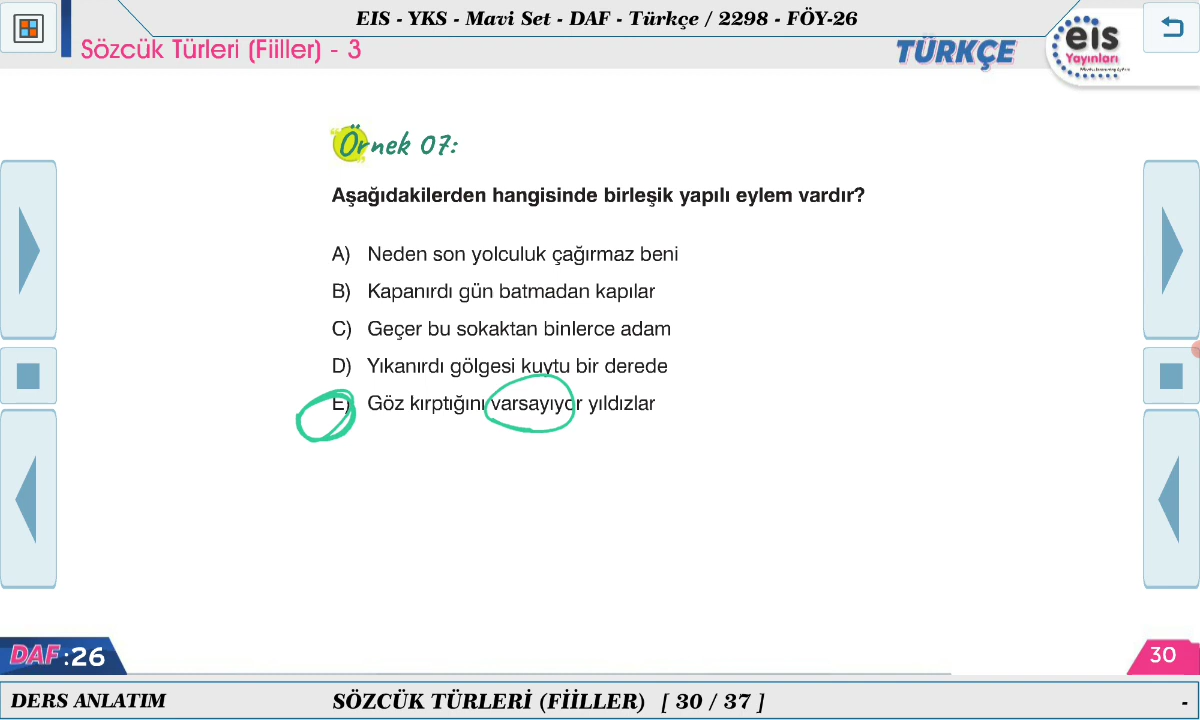 EIS - YKS - Mavi Set - DAF - Türkçe / 2298 - FÖY-26
Sözcük Türleri (Fiiller) - 3
TÜRKÇE
eis
Yayınları
Örnek 07:
Aşağıdakilerden hangisinde birleşik yapılı eylem vardır?
A) Neden son yolculuk çağırmaz beni
B) Kapanırdı gün batmadan kapılar
C) Geçer bu sokaktan binlerce adam
D) Yıkanırdı gölgesi kuytu bir derede
E) Göz kırptığını varsayıyor yıldızlar
DAF:26
30
DERS ANLATIM
SÖZCÜK TÜRLERİ (FİİLLER) [ 30 / 37 ]
-